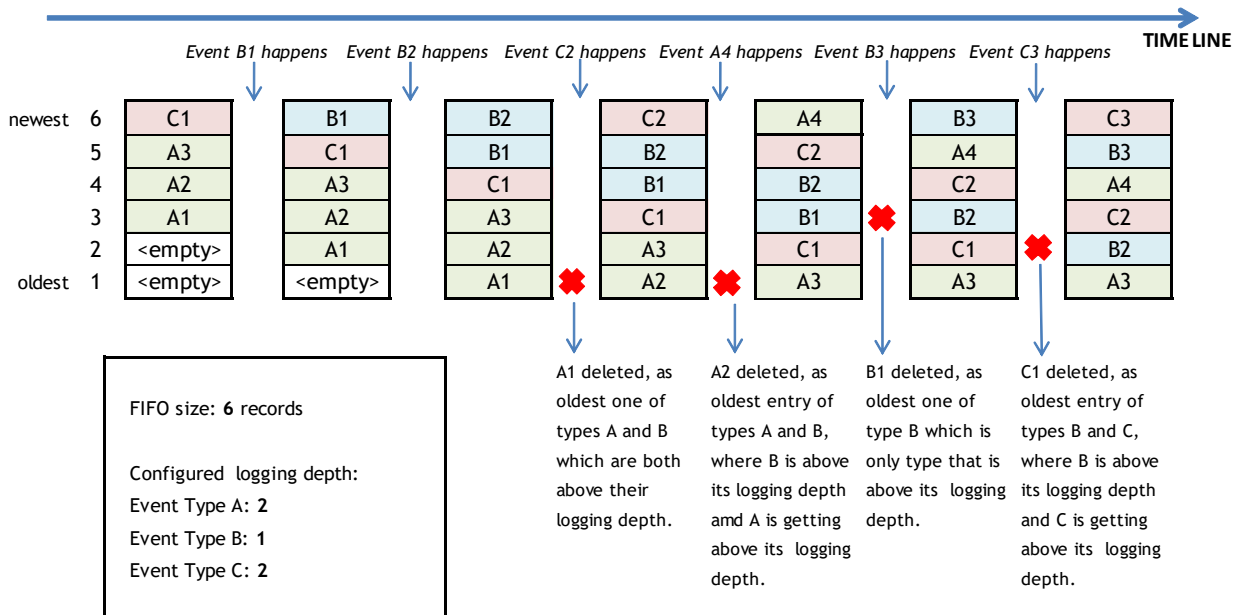 TIME LINE
Event B1 happens Event B2 happens Event C2 happens Event A4 happens Event B3 happens Event C3 happens
newest 6 C1 B1 B2 C2 A4 B3 C3
5 A3 C1 B1 B2 C2 A4 B3
4 A2 A3 C1 B1 B2 C2 A4
3 A1 A2 A3 C1 B1 B2 C2
2 <empty> A1 A2 A3 C1 C1 B2
oldest 1 <empty> <empty> A1 A2 A3 A3 A3
FIFO size: 6 records
Configured logging depth:
Event Type A: 2
Event Type B: 1
Event Type C: 2
A1 deleted, as
oldest one of
types A and B
which are both
above their
logging depth.
A2 deleted, as
oldest entry of
types A and B,
where B is above
its logging depth
amd A is getting
above its logging
depth.
B1 deleted, as
oldest one of
type B which is
only type that is
above its logging
depth.
C1 deleted, as
oldest entry of
types B and C,
where B is above
its logging depth
and C is getting
above its logging
depth.